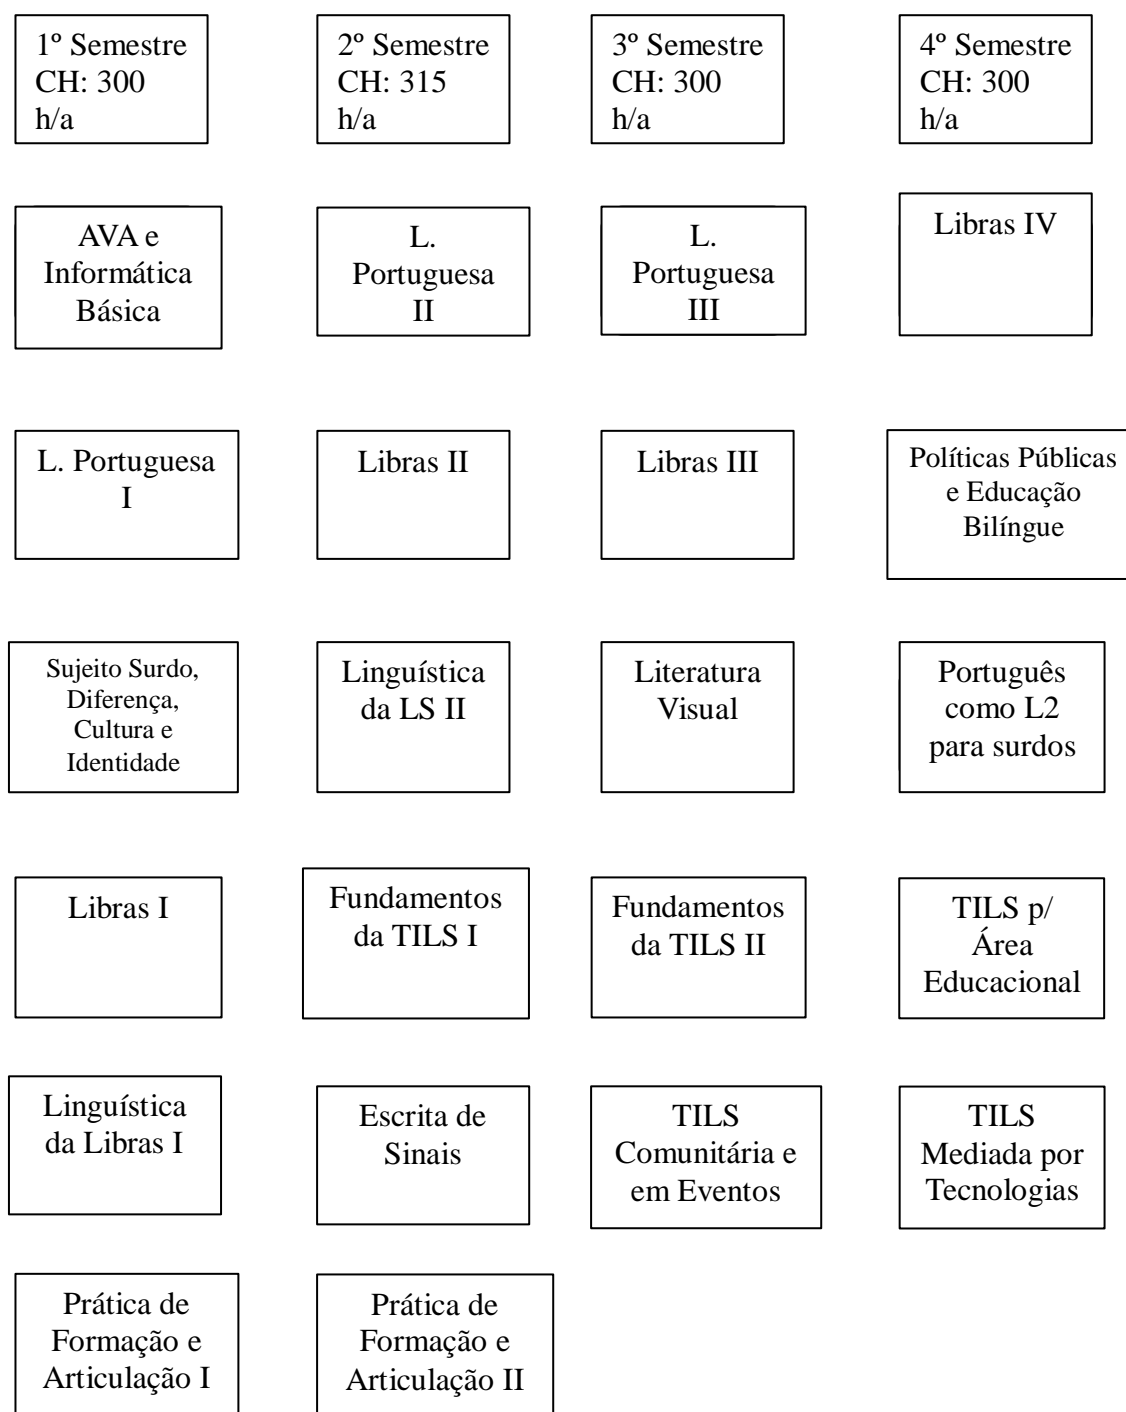 1º Semestre
CH: 300
h/a
2º Semestre
CH: 315
h/a
3º Semestre
CH: 300
h/a
4º Semestre
CH: 300
h/a
AVA e
Informática
Básica
L.
Portuguesa
II
L.
Portuguesa
III
Libras IV
L. Portuguesa
I
Libras II
Libras III
Políticas Públicas
e Educação
Bilíngue
Sujeito Surdo,
Diferença,
Cultura e
Identidade
Linguística
da LS II
Literatura
Visual
Português
como L2
para surdos
Libras I
Fundamentos
da TILS I
Fundamentos
da TILS II
TILS p/
Área
Educacional
Linguística
da Libras I
Escrita de
Sinais
TILS
Comunitária e
em Eventos
TILS
Mediada por
Tecnologias
Prática de
Formação e
Articulação I
Prática de
Formação e
Articulação II